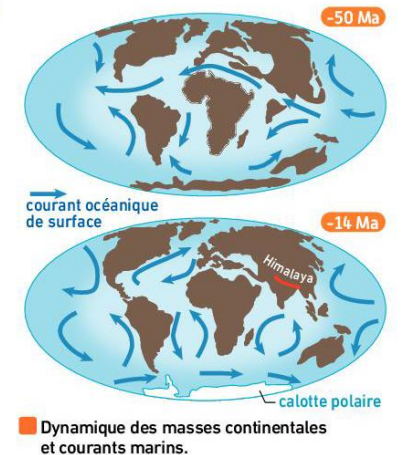 -50 Ma
courant océanique
de surface
-14 Ma
Himalaya
calotte polaire
Dynamique des masses continentales
et courants marins.